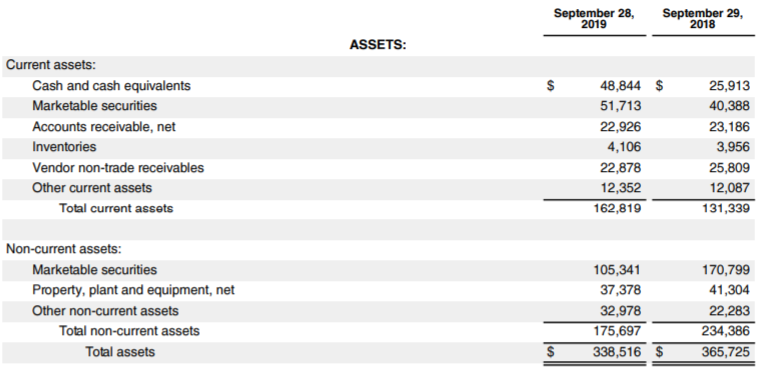 September 28, 2019 September 29, 2018
ASSETS:
Current assets:
Cash and cash equivalents $ 48,844 $ 25,913
Marketable securities 51,713 40,388
Accounts receivable, net 22,926 23,186
Inventories 4,106 3,956
Vendor non-trade receivables 22,878 25,809
Other current assets 12,352 12,087
Total current assets 162,819 131,339
Non-current assets:
Marketable securities 105,341 170,799
Property, plant and equipment, net 37,378 41,304
Other non-current assets 32,978 22,283
Total non-current assets 175,697 234,386
Total assets $ 338,516 $ 365,725